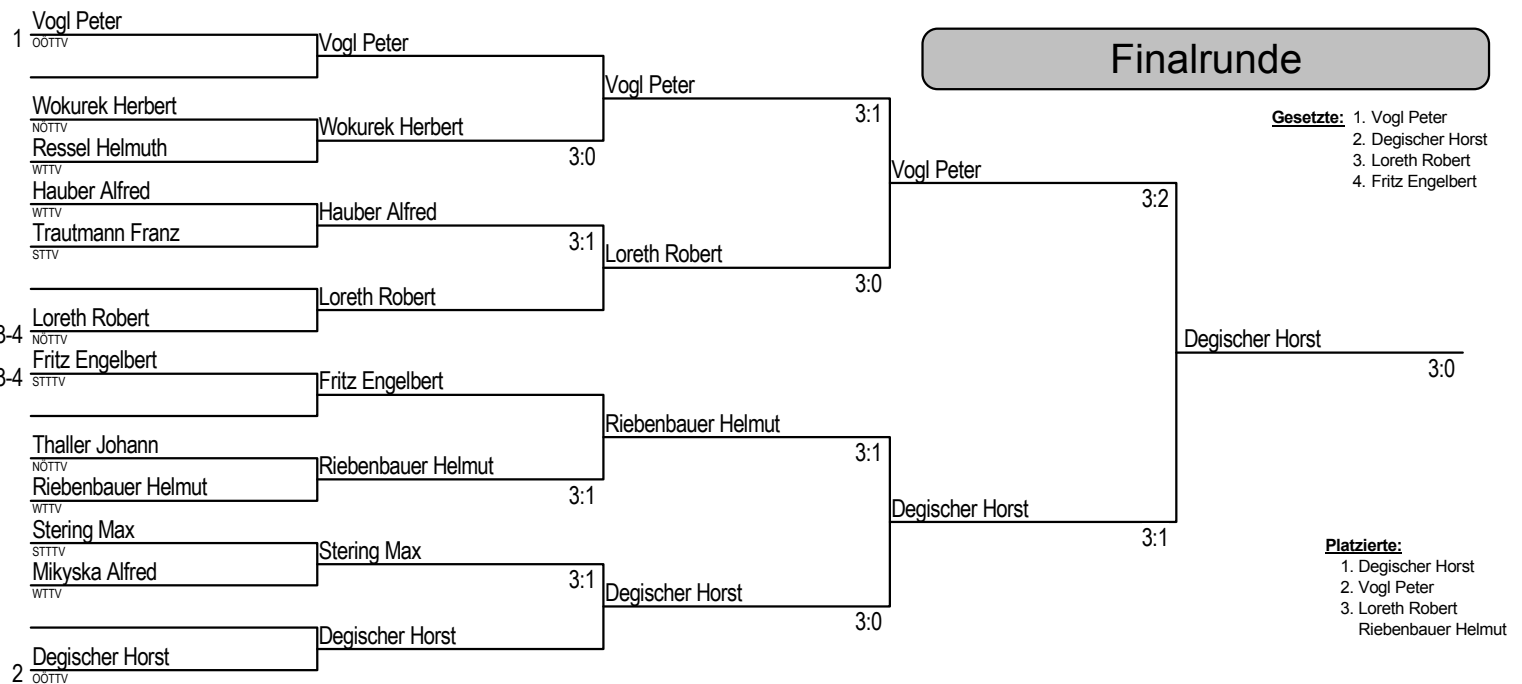 Finalrunde
Gesetzte: 1. Vogl Peter
2. Degischer Horst
3. Loreth Robert
4. Fritz Engelbert
1 Vogl Peter
OÖTTV
Wokurek Herbert
NÖTTV
Ressel Helmuth
WTTV
Hauber Alfred
WTTV
Trautmann Franz
STTV
3-4 Loreth Robert
NÖTTV
3-4 Fritz Engelbert
STTTV
Thaller Johann
NÖTTV
Riebenbauer Helmut
WTTV
Stering Max
STTTV
Mikyska Alfred
WTTV
2 Degischer Horst
OÖTTV
Vogl Peter
Wokurek Herbert
3:0
Hauber Alfred
3:1
Loreth Robert
Fritz Engelbert
Riebenbauer Helmut
3:1
Stering Max
3:1
Degischer Horst
Vogl Peter
3:1
Loreth Robert
3:0
Riebenbauer Helmut
3:1
Degischer Horst
3:0
Vogl Peter
3:2
Degischer Horst
3:1
Degischer Horst
3:0
Platzierte:
1. Degischer Horst
2. Vogl Peter
3. Loreth Robert
Riebenbauer Helmut